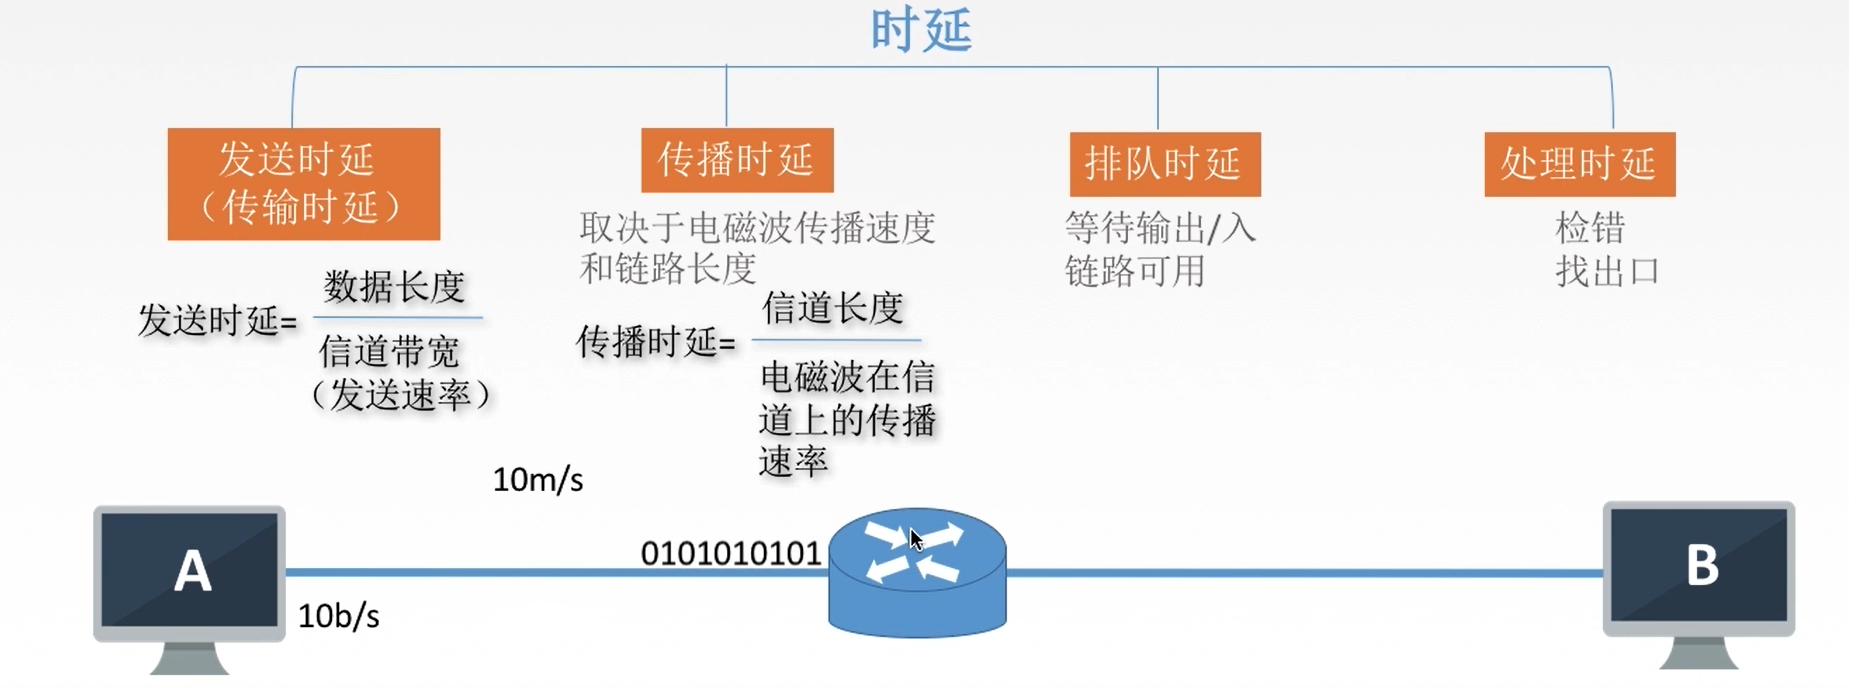 时延
发送时延
（传输时延）
传播时延
排队时延
处理时延
取决于电磁波传播速度
和链路长度
等待输出/入
链路可用
检错
找出口
发送时延=
数据长度
信道带宽
（发送速率）
传播时延=
信道长度
电磁波在信
道上的传播
速率
10m/s
0101010101
A
B
10b/s